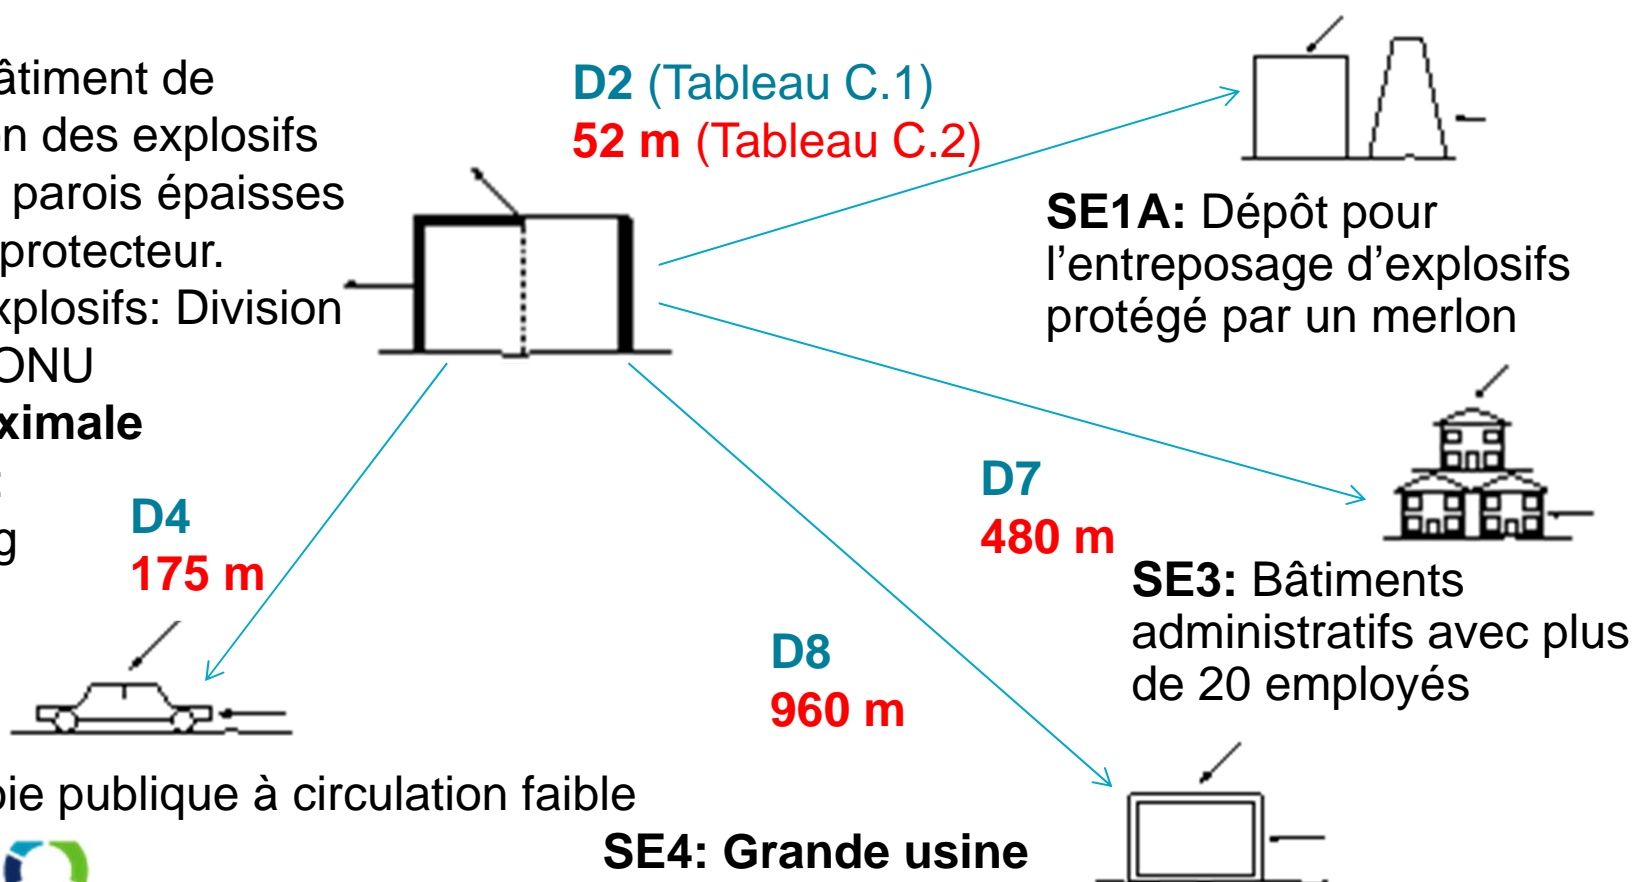 âtiment de
on des explosifs
parois épaisses
protecteur.
xplosifs: Division
ONU
ximale
:
g
D2 (Tableau C.1)
52 m (Tableau C.2)
SE1A: Dépôt pour
l'entreposage d'explosifs
protégé par un merlon
D4
175 m
D7
480 m
SE3: Bâtiments
administratifs avec plus
de 20 employés
D8
960 m
oie publique à circulation faible
SE4: Grande usine